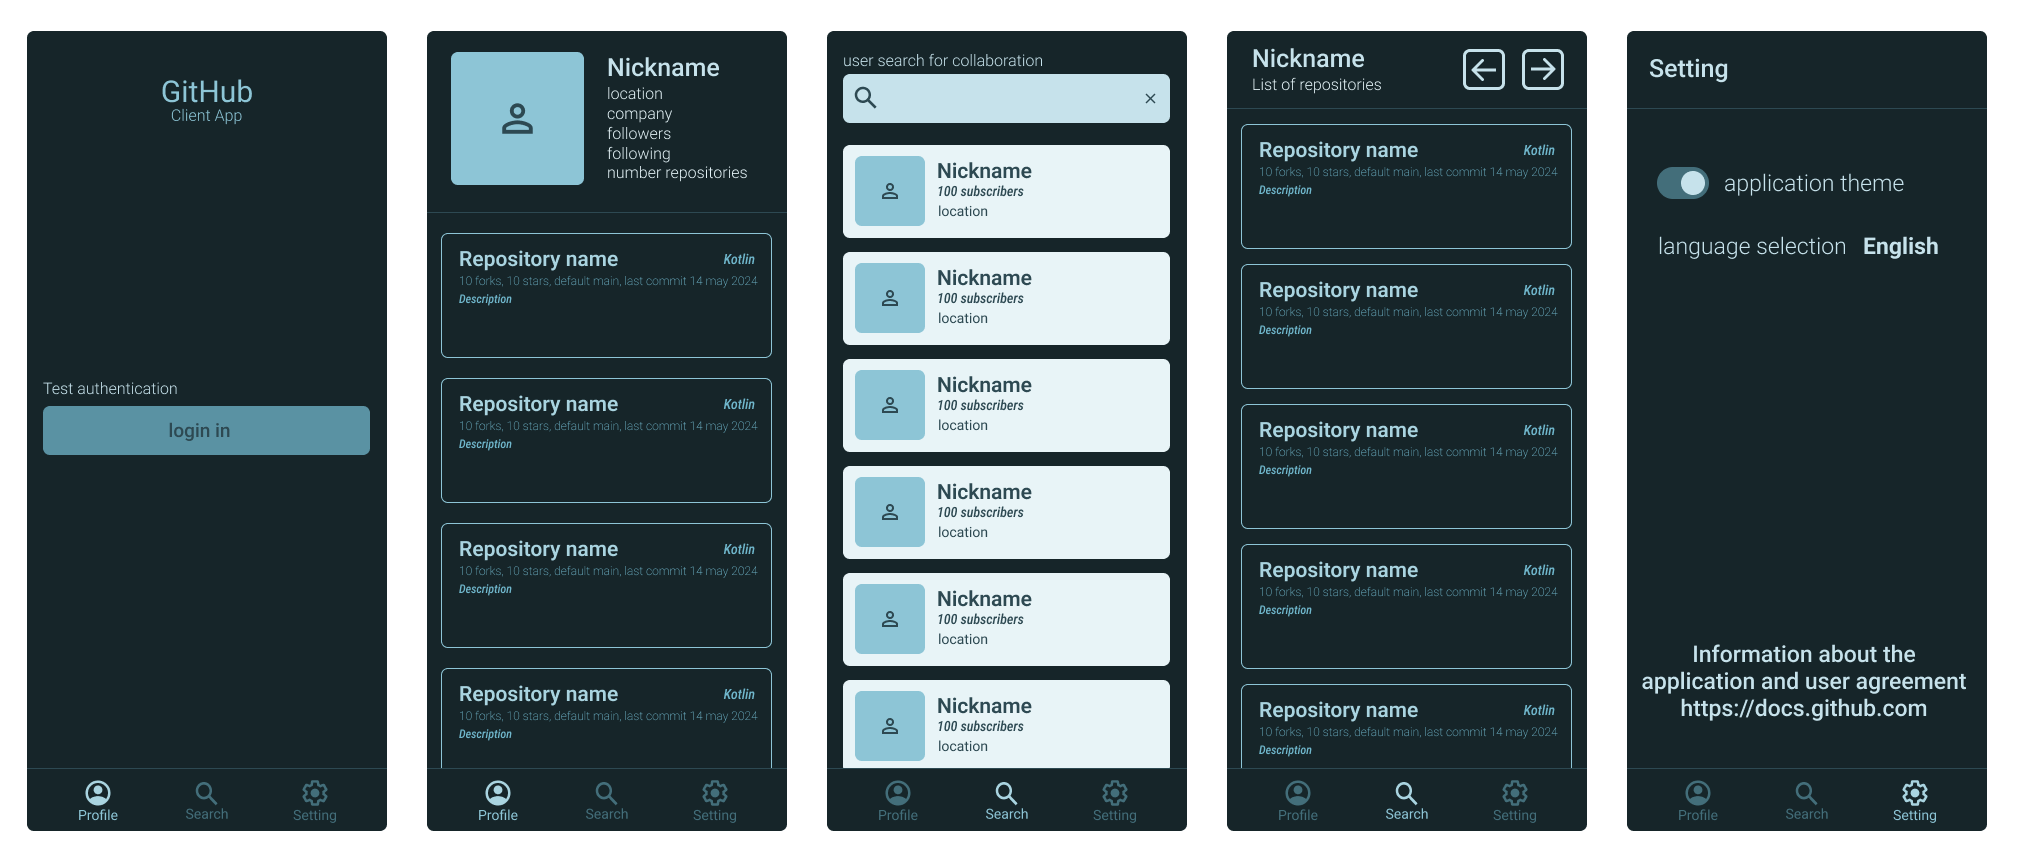 GitHub
Client App
Test authentication
login in
Profile
Search
Setting
Nickname
location
company
followers
following
number repositories
Repository name
Kotlin
10 forks, 10 stars, default main, last commit 14 may 2024
Description
Repository name
Kotlin
10 forks, 10 stars, default main, last commit 14 may 2024
Description
Repository name
Kotlin
10 forks, 10 stars, default main, last commit 14 may 2024
Description
Repository name
Kotlin
10 forks, 10 stars, default main, last commit 14 may 2024
Description
Profile
Search
Setting
user search for collaboration
Nickname
100 subscribers
location
Nickname
100 subscribers
location
Nickname
100 subscribers
location
Nickname
100 subscribers
location
Nickname
100 subscribers
location
Nickname
100 subscribers
location
Profile
Search
Setting
Nickname
List of repositories
Repository name
Kotlin
10 forks, 10 stars, default main, last commit 14 may 2024
Description
Repository name
Kotlin
10 forks, 10 stars, default main, last commit 14 may 2024
Description
Repository name
Kotlin
10 forks, 10 stars, default main, last commit 14 may 2024
Description
Repository name
Kotlin
10 forks, 10 stars, default main, last commit 14 may 2024
Description
Repository name
Kotlin
10 forks, 10 stars, default main, last commit 14 may 2024
Description
Profile
Search
Setting
Setting
application theme
language selection English
Information about the
application and user agreement
https://docs.github.com
Profile
Search
Setting